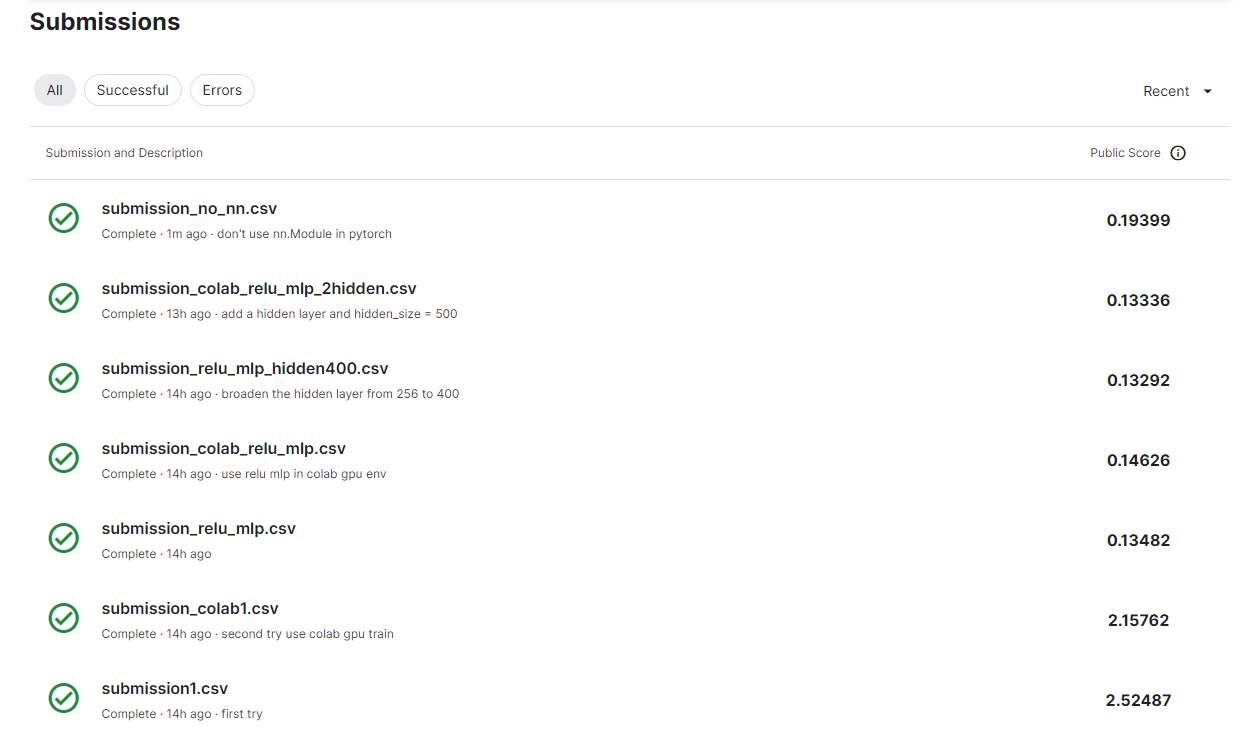 Submissions
All Successful Errors Recent
Submission and Description Public Score
submission_no_nn.csv 0.19399
Complete · 1m ago · don't use nn.Module in pytorch
submission_colab_relu_mlp_2hidden.csv 0.13336
Complete · 13h ago · add a hidden layer and hidden_size = 500
submission_relu_mlp_hidden400.csv 0.13292
Complete · 14h ago · broaden the hidden layer from 256 to 400
submission_colab_relu_mlp.csv 0.14626
Complete · 14h ago · use relu mlp in colab gpu env
submission_relu_mlp.csv 0.13482
Complete · 14h ago
submission_colab1.csv 2.15762
Complete · 14h ago · second try use colab gpu train
submission1.csv 2.52487
Complete · 14h ago · first try